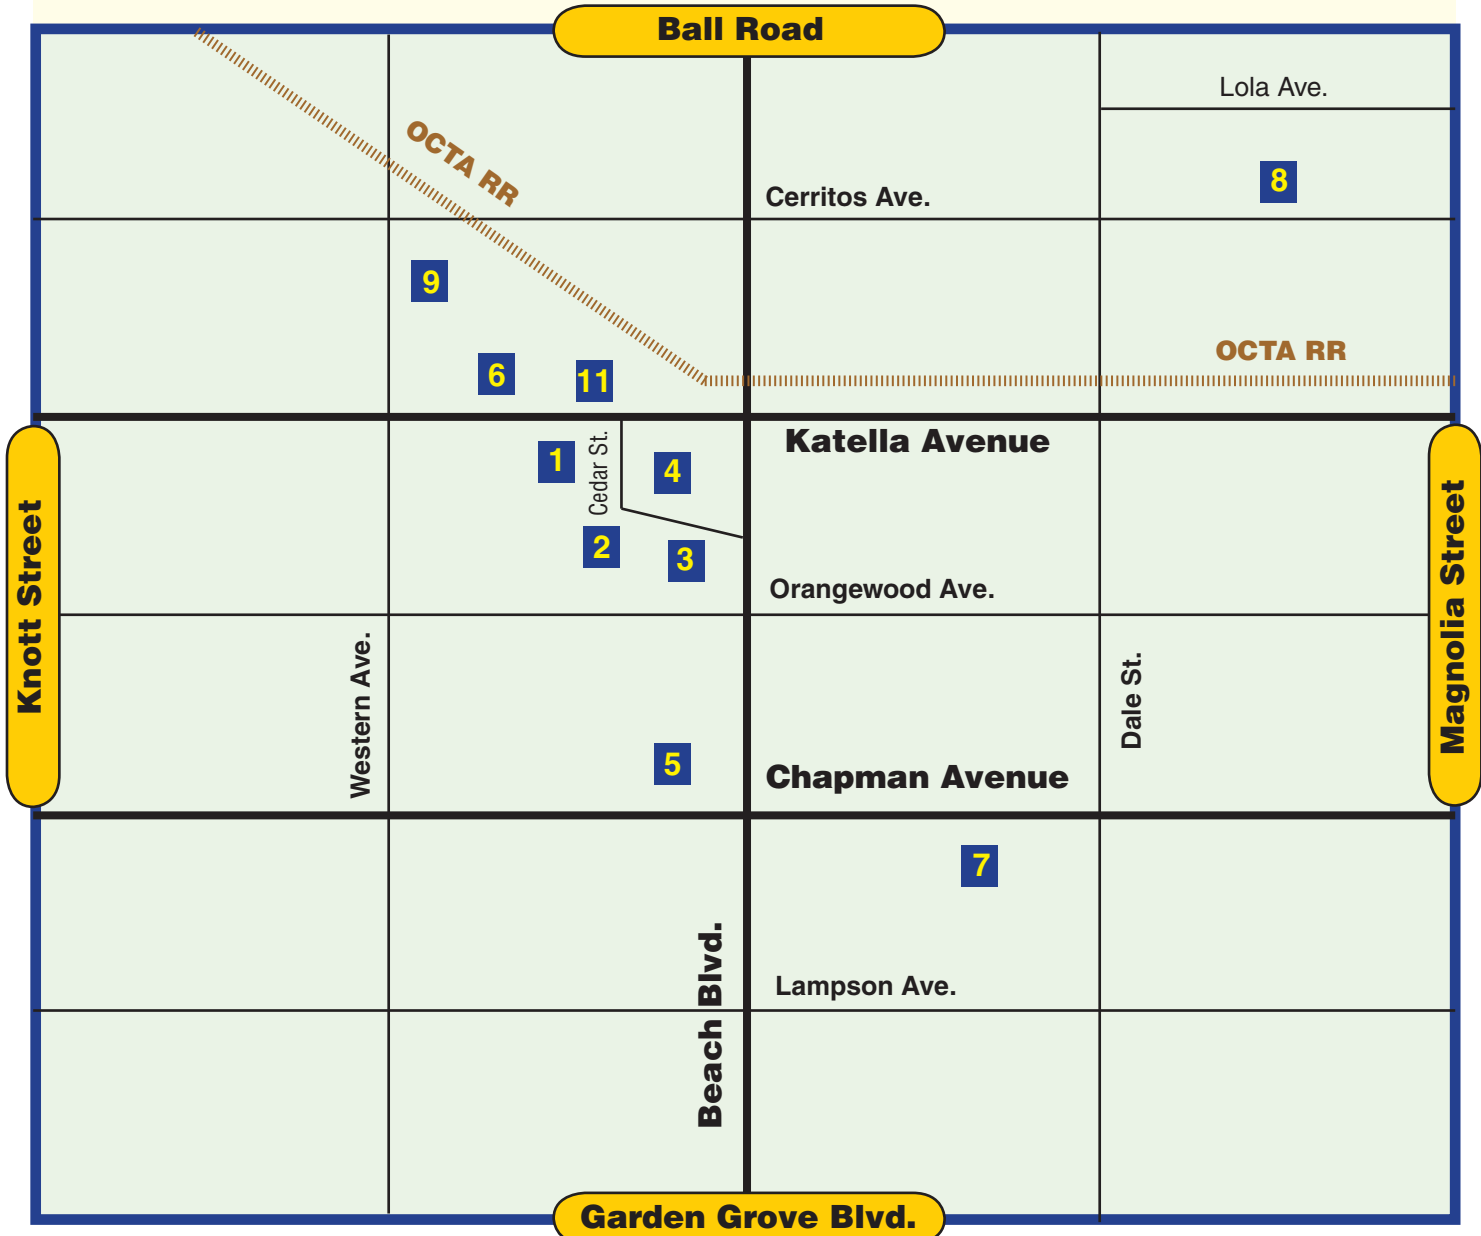 Ball Road
Lola Ave.
OCTA RR
8
Cerritos Ave.
9
OCTA RR
6
11
Katella Avenue
1
Cedar St.
4
2
3
Orangewood Ave.
Knott Street
Magnolia Street
Western Ave.
Dale St.
5
Chapman Avenue
7
Beach Blvd.
Lampson Ave.
Garden Grove Blvd.